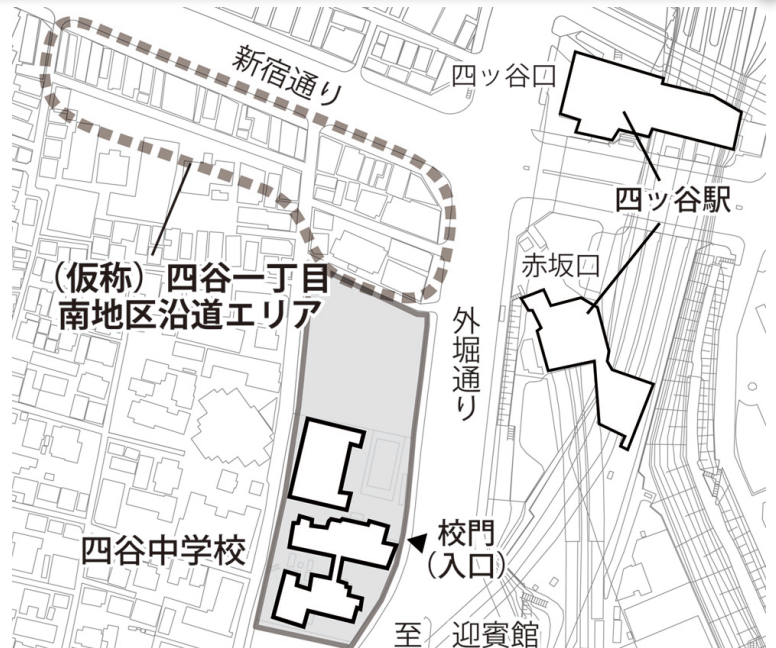 新宿通り
四ッ谷口
四ッ谷駅
赤坂口
（仮称）四谷一丁目
南地区沿道エリア
外堀通り
四谷中学校
校門
（入口）
至 迎賓館